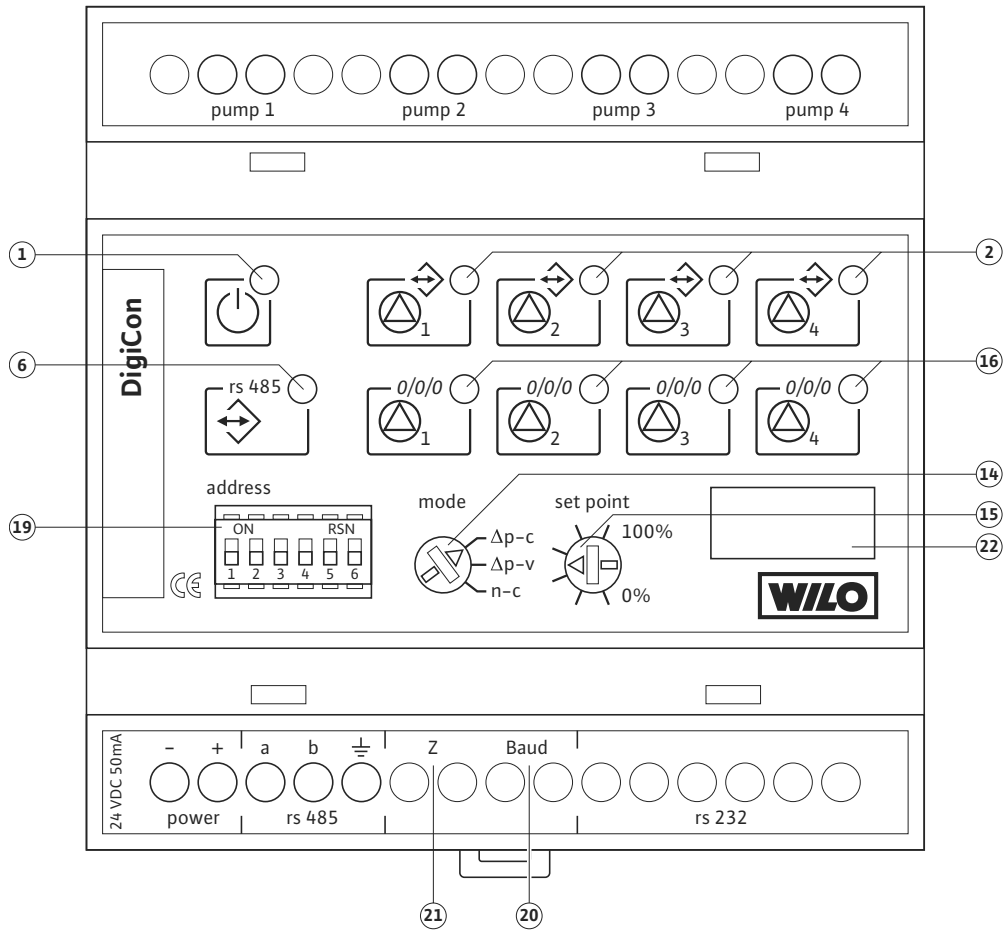 pump 1 pump 2 pump 3 pump 4
1
2
DigiCon
1 2 3 4
6
rs 485
0/0/0 0/0/0 0/0/0 0/0/0
16
1 2 3 4
14
address
mode
set point
15
19
ON RSN
100%
Δp-c
22
Δp-v
1 2 3 4 5 6
n-c
0%
CE
WILO
24 VDC 50mA
- + a b Z Baud
power rs 485 rs 232
21 20